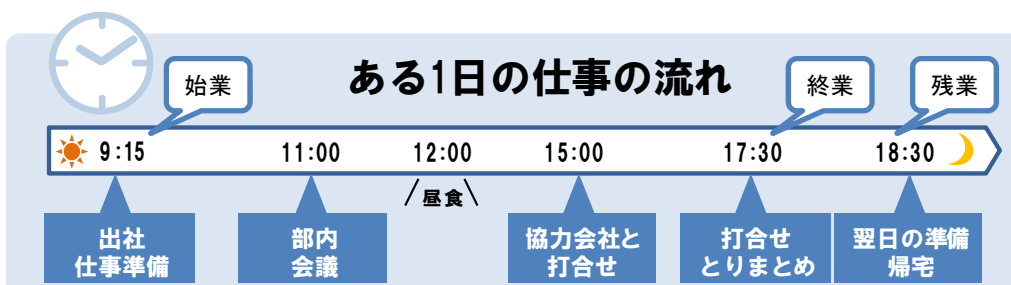 ある1日の仕事の流れ
始業
終業
残業
9:15 11:00 12:00 15:00 17:30 18:30
昼食
出社
仕事準備
部内
会議
協力会社と
打合せ
打合せ
とりまとめ
翌日の準備
帰宅